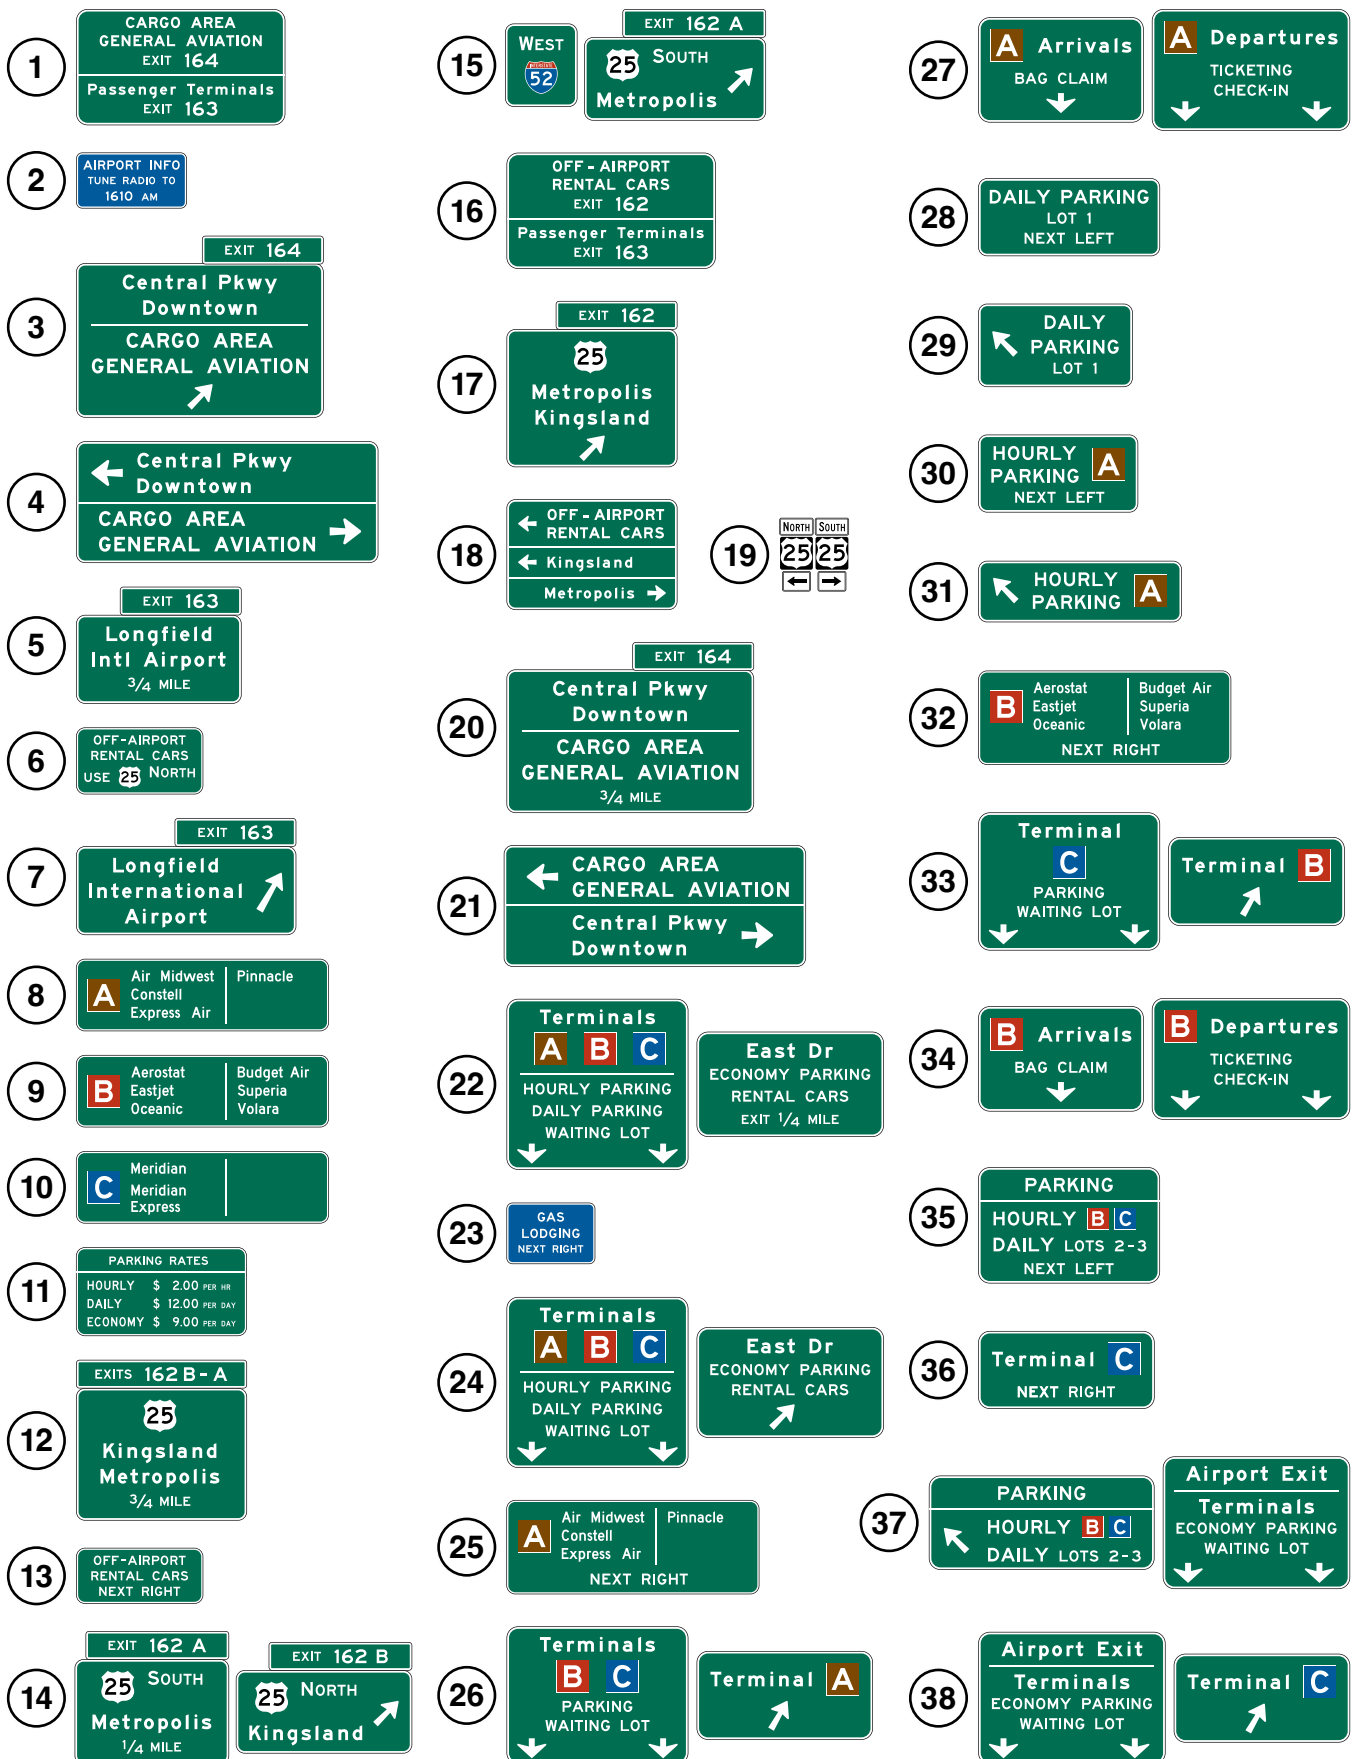 1
CARGO AREA
GENERAL AVIATION
EXIT 164
Passenger Terminals
EXIT 163
2
AIRPORT INFO
TUNE RADIO TO
1610 AM
3
EXIT 164
Central Pkwy
Downtown
CARGO AREA
GENERAL AVIATION
4
Central Pkwy
Downtown
CARGO AREA
GENERAL AVIATION
5
EXIT 163
Longfield
Intl Airport
3/4 MILE
6
OFF-AIRPORT
RENTAL CARS
USE 25 NORTH
7
EXIT 163
Longfield
International
Airport
8
A
Air Midwest
Constell
Express Air
Pinnacle
9
B
Aerostat
Eastjet
Oceanic
Budget Air
Superia
Volara
10
C
Meridian
Meridian
Express
11
PARKING RATES
HOURLY $ 2.00 PER HR
DAILY $ 12.00 PER DAY
ECONOMY $ 9.00 PER DAY
12
EXITS 162 B-A
25
Kingsland
Metropolis
3/4 MILE
13
OFF-AIRPORT
RENTAL CARS
NEXT RIGHT
14
EXIT 162 A
25 SOUTH
Metropolis
1/4 MILE
EXIT 162 B
25 NORTH
Kingsland
15
WEST
INTERSTATE
52
EXIT 162 A
25 SOUTH
Metropolis
16
OFF-AIRPORT
RENTAL CARS
EXIT 162
Passenger Terminals
EXIT 163
17
EXIT 162
25
Metropolis
Kingsland
18
OFF-AIRPORT
RENTAL CARS
Kingsland
Metropolis
19
NORTH SOUTH
25 25
20
EXIT 164
Central Pkwy
Downtown
CARGO AREA
GENERAL AVIATION
3/4 MILE
21
CARGO AREA
GENERAL AVIATION
Central Pkwy
Downtown
22
Terminals
A B C
HOURLY PARKING
DAILY PARKING
WAITING LOT
East Dr
ECONOMY PARKING
RENTAL CARS
EXIT 1/4 MILE
23
GAS
LODGING
NEXT RIGHT
24
Terminals
A B C
HOURLY PARKING
DAILY PARKING
WAITING LOT
East Dr
ECONOMY PARKING
RENTAL CARS
25
A
Air Midwest
Constell
Express Air
Pinnacle
NEXT RIGHT
26
Terminals
B C
PARKING
WAITING LOT
Terminal A
27
A Arrivals
BAG CLAIM
A Departures
TICKETING
CHECK-IN
28
DAILY PARKING
LOT 1
NEXT LEFT
29
DAILY
PARKING
LOT 1
30
HOURLY
PARKING A
NEXT LEFT
31
HOURLY
PARKING A
32
B
Aerostat
Eastjet
Oceanic
Budget Air
Superia
Volara
NEXT RIGHT
33
Terminal
C
PARKING
WAITING LOT
Terminal B
34
B Arrivals
BAG CLAIM
B Departures
TICKETING
CHECK-IN
35
PARKING
HOURLY B C
DAILY LOTS 2-3
NEXT LEFT
36
Terminal C
NEXT RIGHT
37
PARKING
HOURLY B C
DAILY LOTS 2-3
Airport Exit
Terminals
ECONOMY PARKING
WAITING LOT
38
Airport Exit
Terminals
ECONOMY PARKING
WAITING LOT
Terminal C